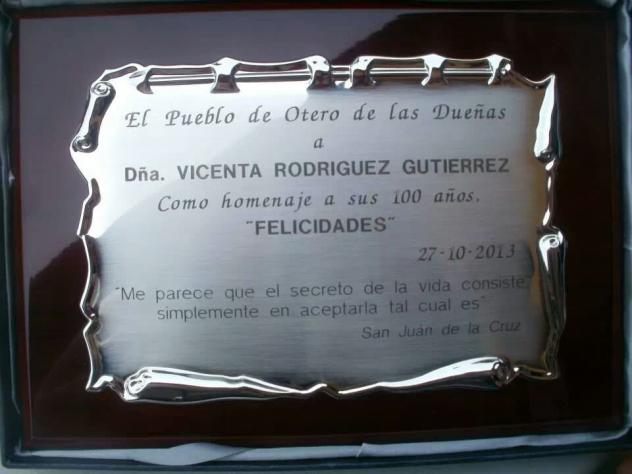 El Pueblo de Otero de las Dueñas
a
Dña. VICENTA RODRIGUEZ GUTIERREZ
Como homenaje a sus 100 años.
"FELICIDADES"
27-10-2013
"Me parece que el secreto de la vida consiste
simplemente en aceptarla tal cual es"
San Juán de la Cruz